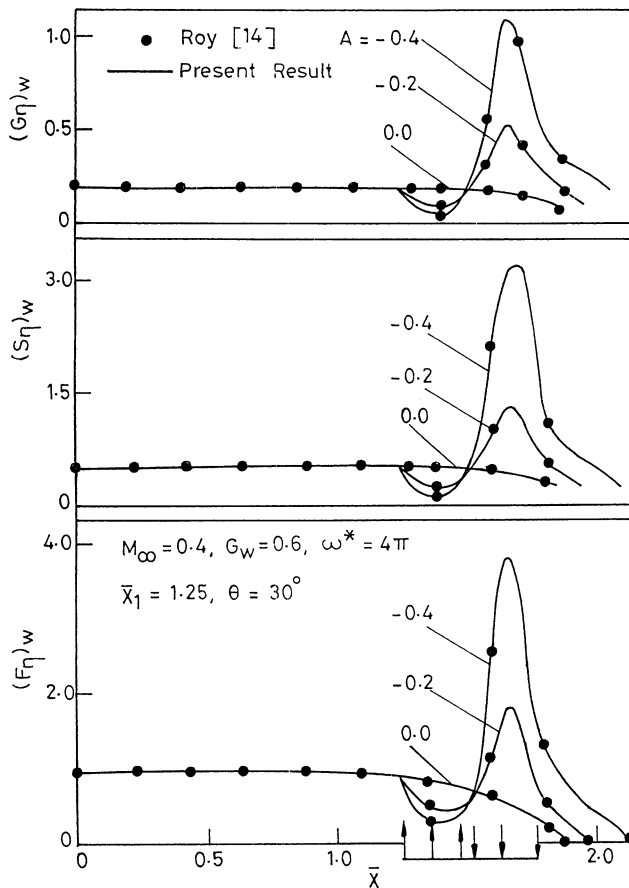 1.0
● Roy [14]
A = -0.4
— Present Result
-0.2
(Gη)w
0.5
0.0
0
3.0
(Sη)w
-0.4
-0.2
1.5
0.0
0
M∞ = 0.4, Gw = 0.6, ω* = 4π
4.0
X̄1 = 1.25, θ = 30°
-0.4
(Fη)w
-0.2
2.0
0.0
0
0 0.5 1.0 2.0
X̄